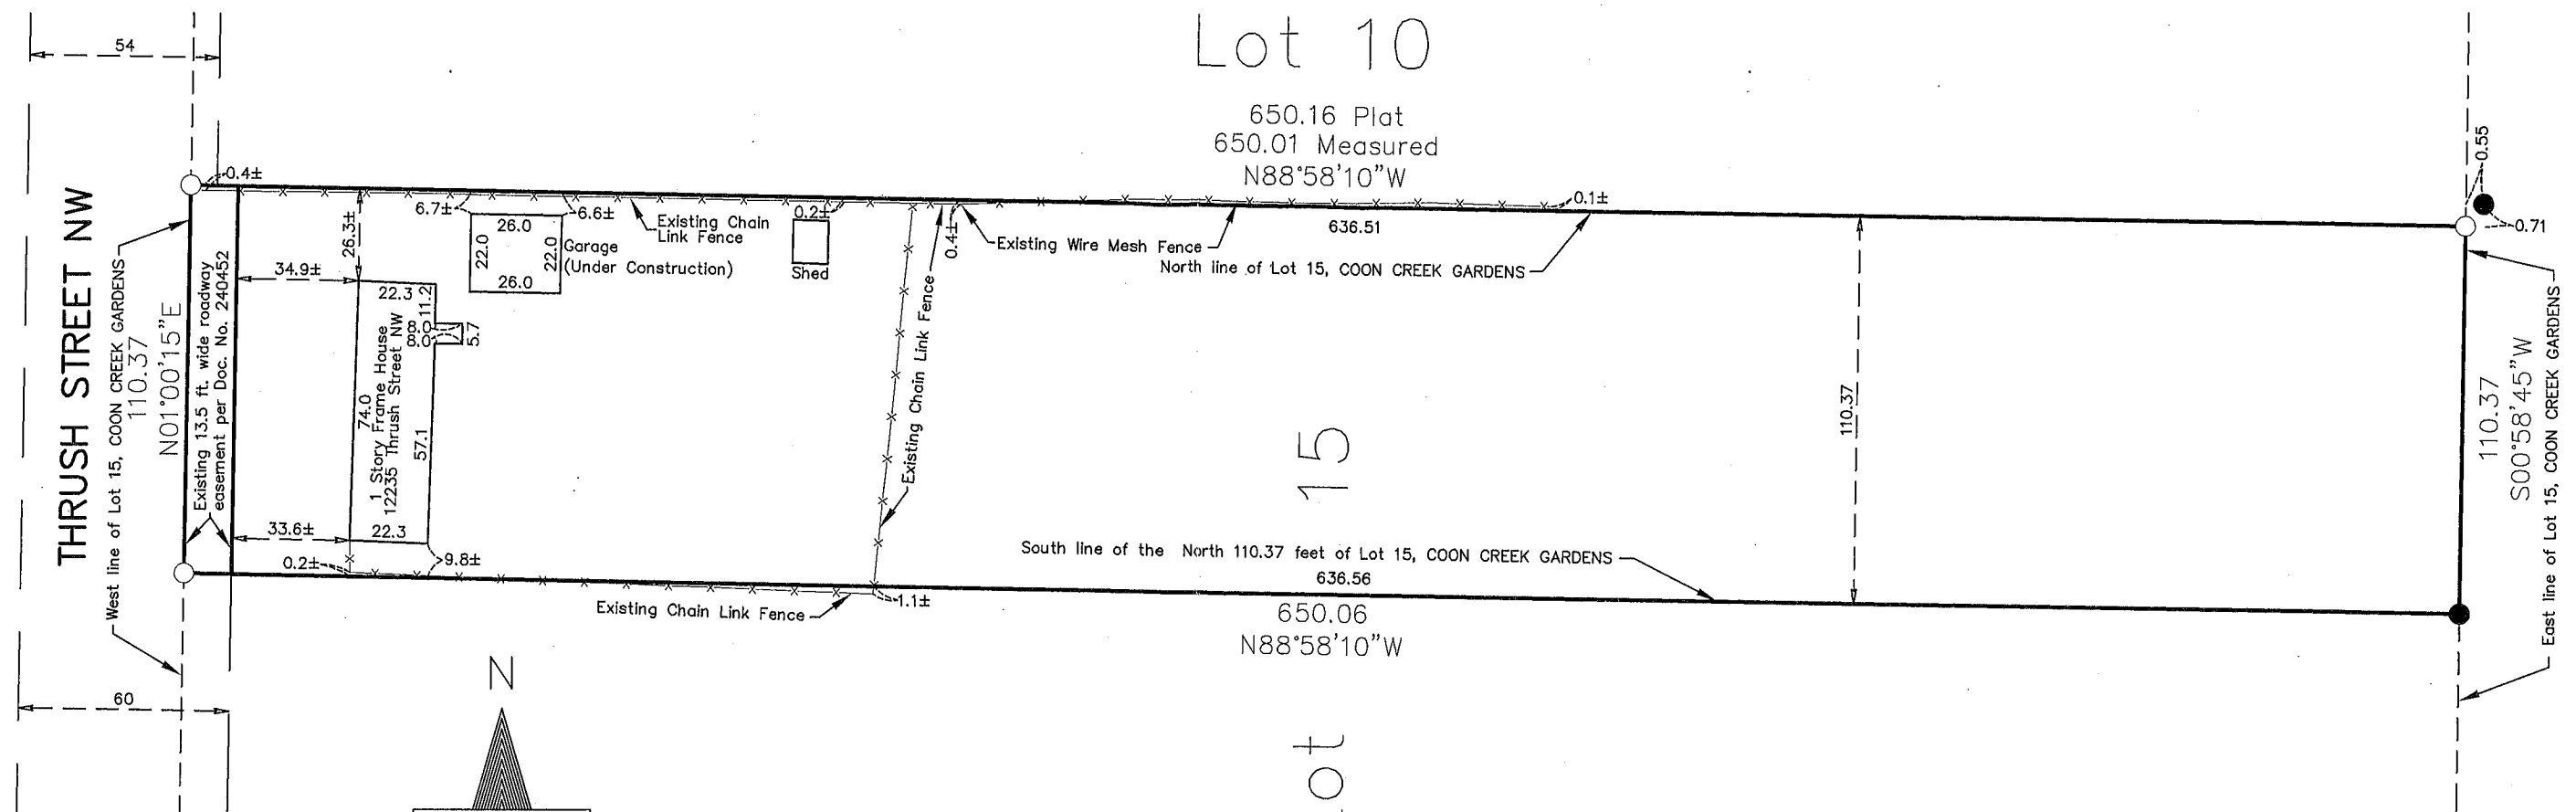 54
Lot 10
650.16 Plat
650.01 Measured
N88°58'10"W
0.55
0.71
0.4±
26.3±
6.7±
6.6±
Existing Chain
Link Fence
0.2±
0.4±
0.1±
636.51
Existing Wire Mesh Fence
North line of Lot 15, COON CREEK GARDENS
26.0
22.0
22.0
26.0
Garage
(Under Construction)
Shed
THRUSH STREET NW
West line of Lot 15, COON CREEK GARDENS
110.37
N01°00'15"E
Existing 13.5 ft. wide roadway
easement per Doc. No. 240452
34.9±
22.3
11.2
8.0
8.0
5.7
74.0
1 Story Frame House
12235 Thrush Street NW
57.1
33.6±
22.3
0.2±
9.8±
Existing Chain Link Fence
15
110.37
110.37
S00°58'45"W
East line of Lot 15, COON CREEK GARDENS
South line of the North 110.37 feet of Lot 15, COON CREEK GARDENS
636.56
Existing Chain Link Fence
1.1±
650.06
N88°58'10"W
60
N
ot